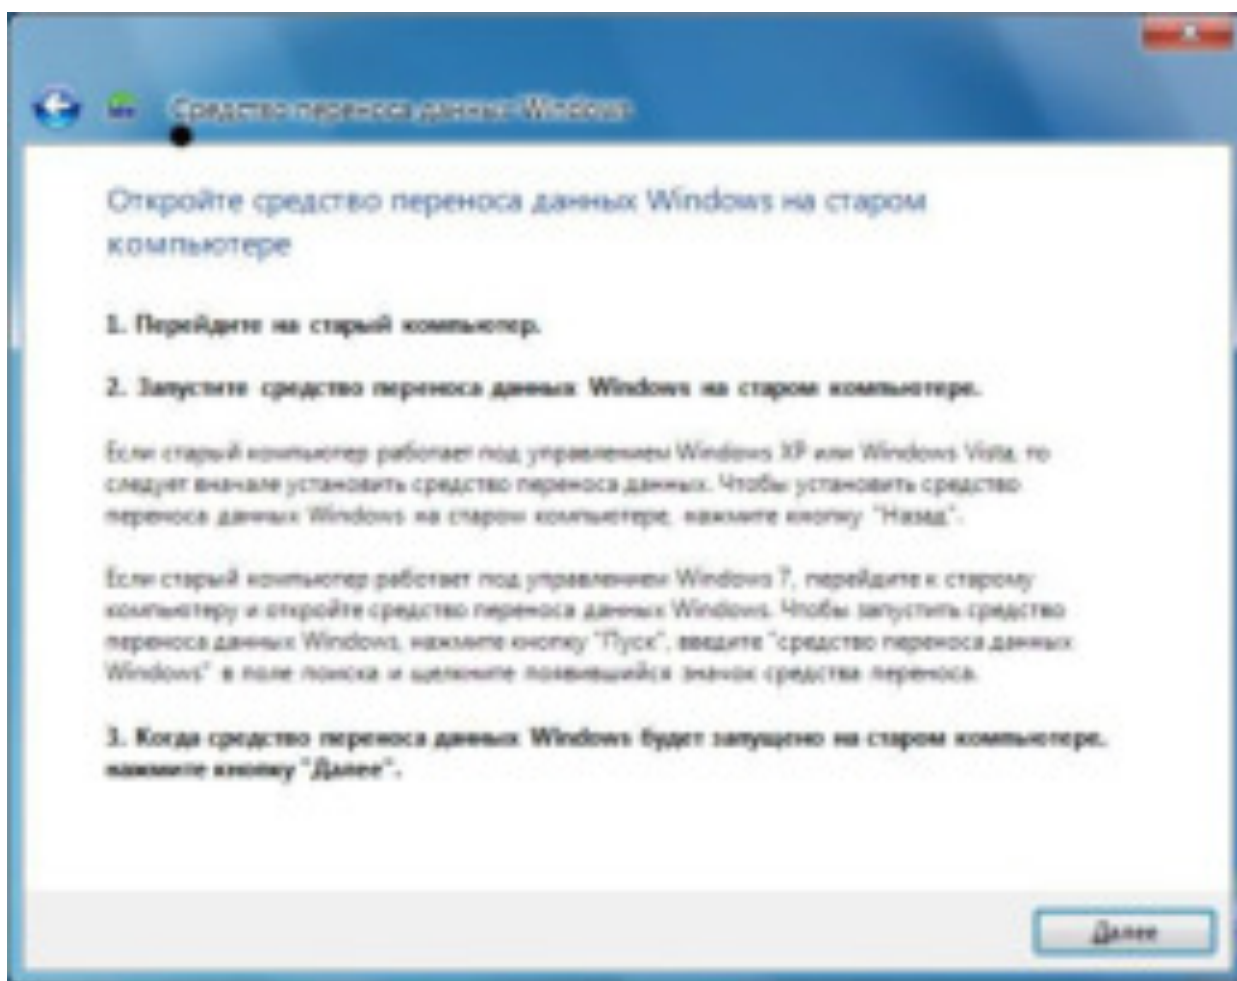 Средство переноса данных Windows
Откройте средство переноса данных Windows на старом
компьютере
1. Перейдите на старый компьютер.
2. Запустите средство переноса данных Windows на старом компьютере.
Если старый компьютер работает под управлением Windows XP или Windows Vista, то
следует вначале установить средство переноса данных. Чтобы установить средство
переноса данных Windows на старом компьютере, нажмите кнопку "Назад".
Если старый компьютер работает под управлением Windows 7, перейдите к старому
компьютеру и откройте средство переноса данных Windows. Чтобы запустить средство
переноса данных Windows, нажмите кнопку "Пуск", введите "средство переноса данных
Windows" в поле поиска и щелкните появившийся значок средства переноса.
3. Когда средство переноса данных Windows будет запущено на старом компьютере,
нажмите кнопку "Далее".
Далее